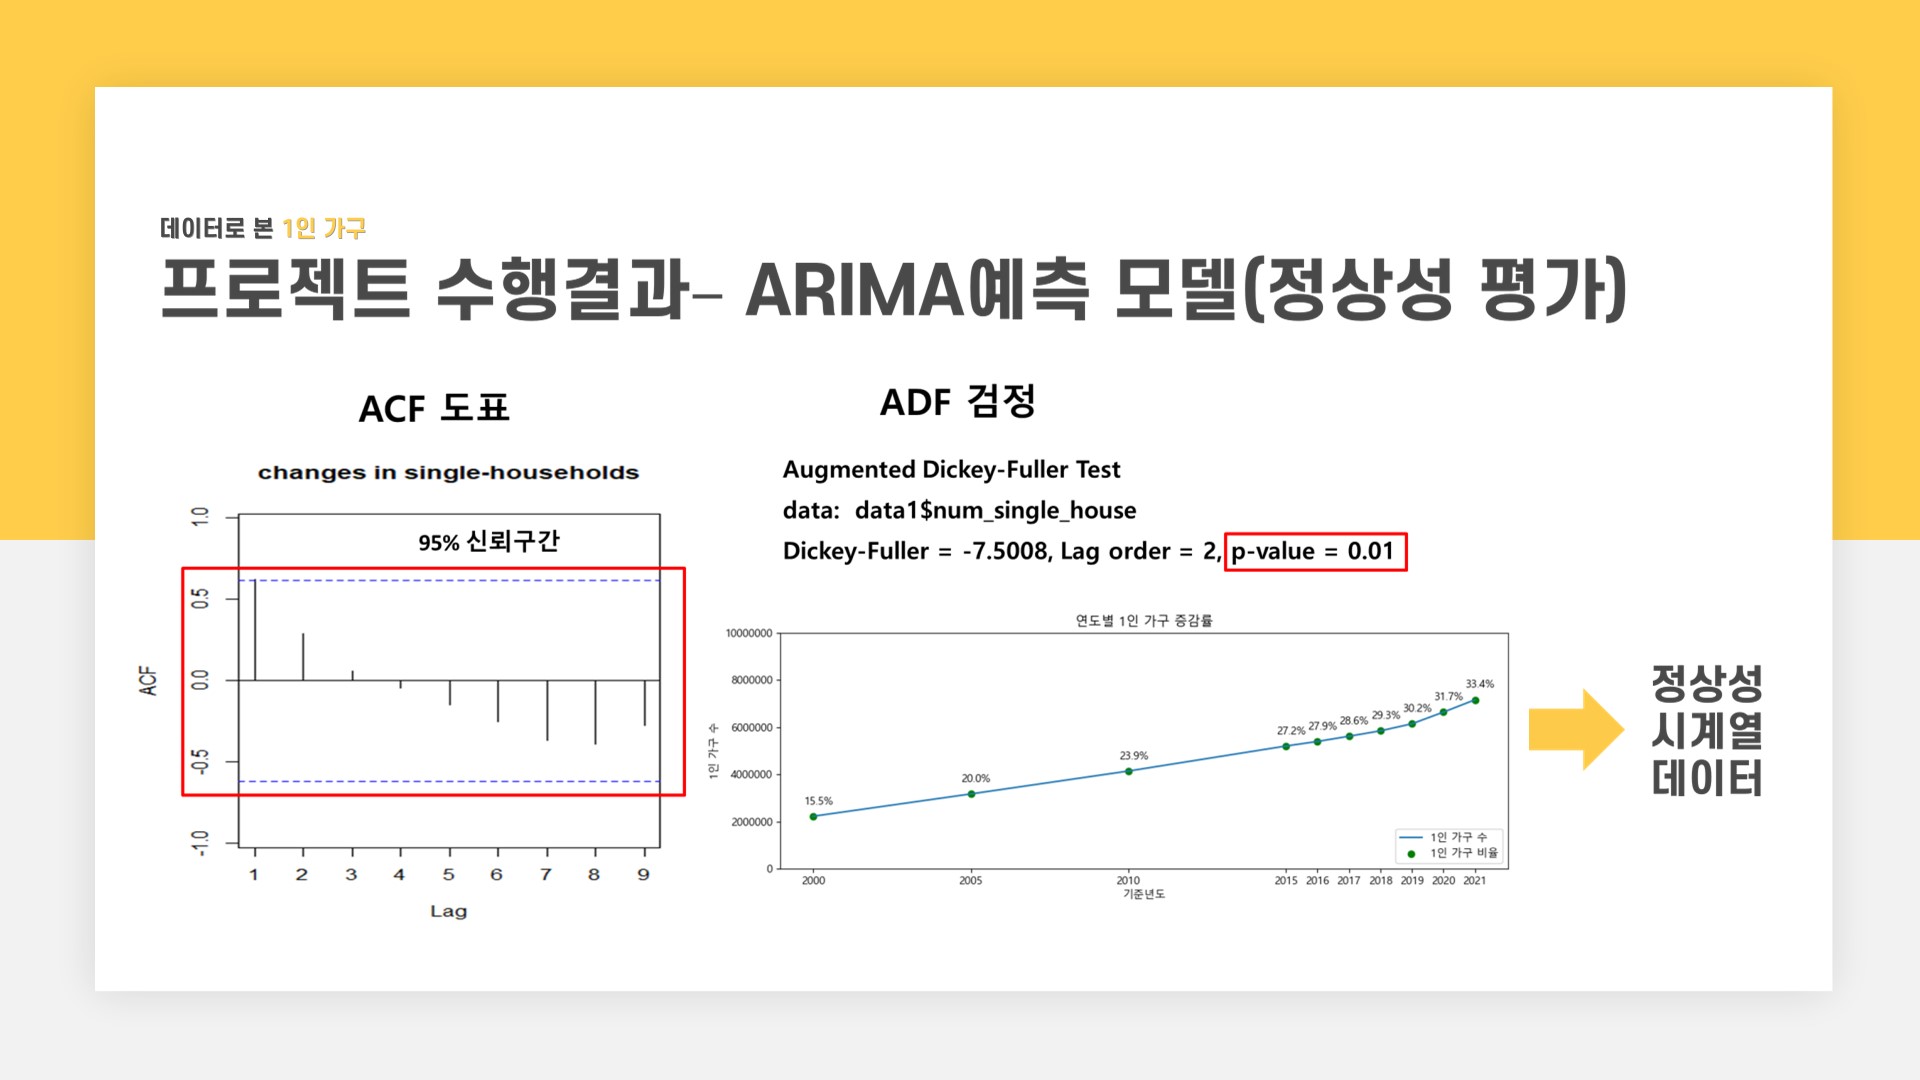 데이터로 본 1인 가구
프로젝트 수행결과– ARIMA예측 모델(정상성 평가)
ACF 도표
changes in single-households
95% 신뢰구간
ACF
1.0
0.5
0.0
-0.5
-1.0
1 2 3 4 5 6 7 8 9
Lag
ADF 검정
Augmented Dickey-Fuller Test
data: data1$num_single_house
Dickey-Fuller = -7.5008, Lag order = 2, p-value = 0.01
연도별 1인 가구 증감률
1인 가구 수
10000000
8000000
6000000
4000000
2000000
0
15.5%
20.0%
23.9%
27.2%
27.9%
28.6%
29.3%
30.2%
31.7%
33.4%
1인 가구 수
1인 가구 비율
2000 2005 2010 2015 2016 2017 2018 2019 2020 2021
기준년도
정상성
시계열
데이터